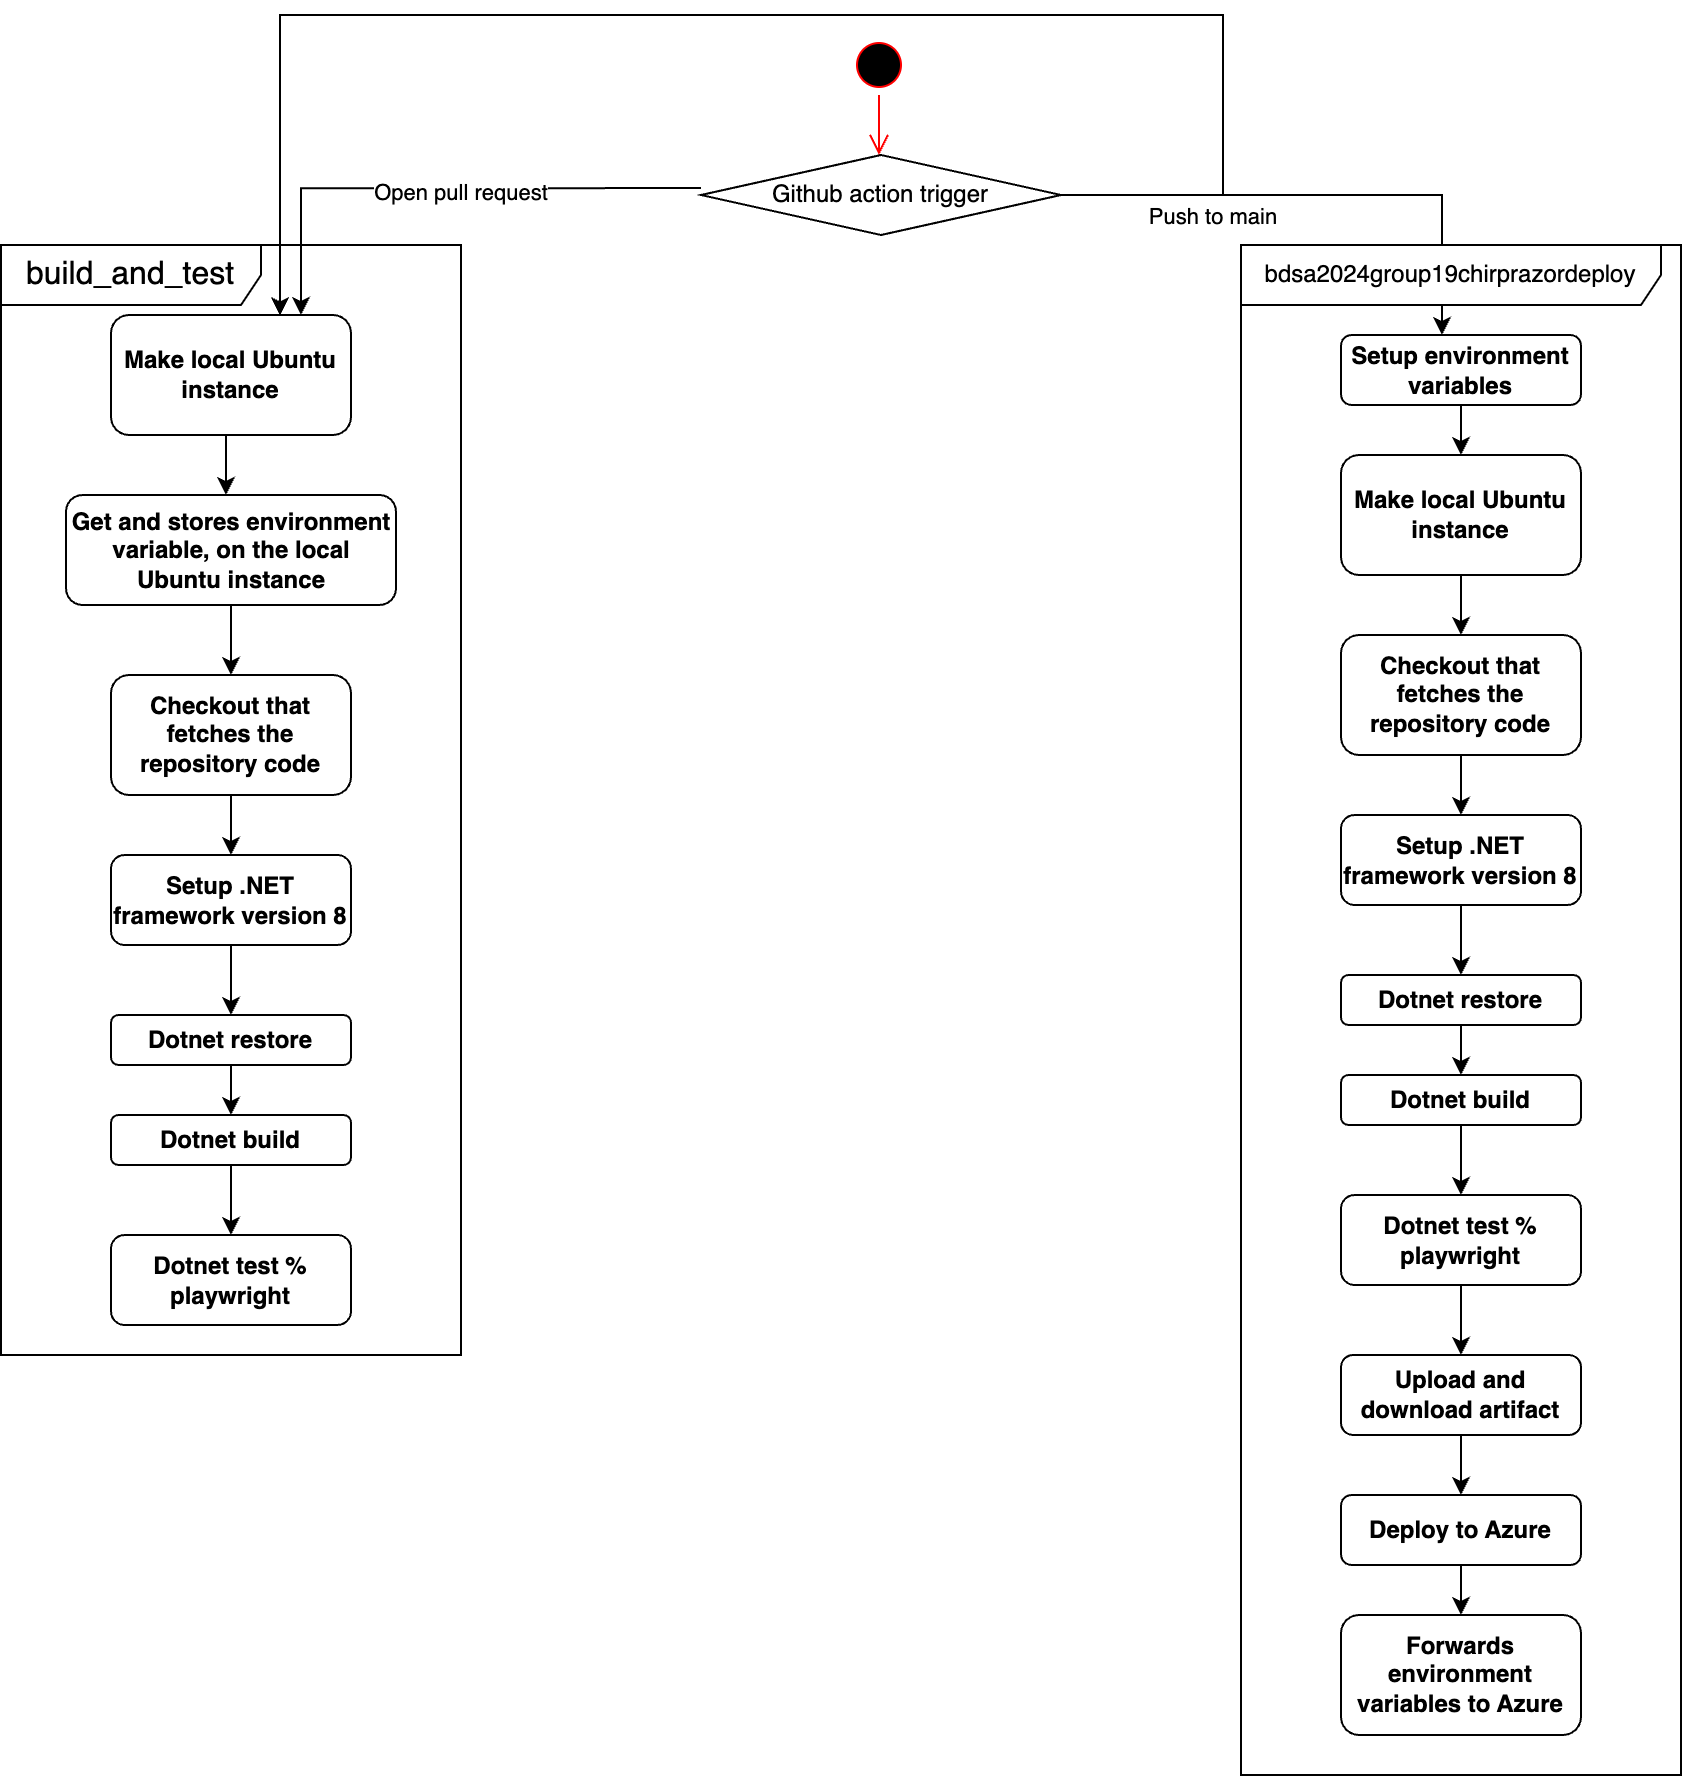 Github action trigger
Open pull request
Push to main
build_and_test
Make local Ubuntu
instance
Get and stores environment
variable, on the local
Ubuntu instance
Checkout that
fetches the
repository code
Setup .NET
framework version 8
Dotnet restore
Dotnet build
Dotnet test %
playwright
bdsa2024group19chirprazordeploy
Setup environment
variables
Make local Ubuntu
instance
Checkout that
fetches the
repository code
Setup .NET
framework version 8
Dotnet restore
Dotnet build
Dotnet test %
playwright
Upload and
download artifact
Deploy to Azure
Forwards
environment
variables to Azure